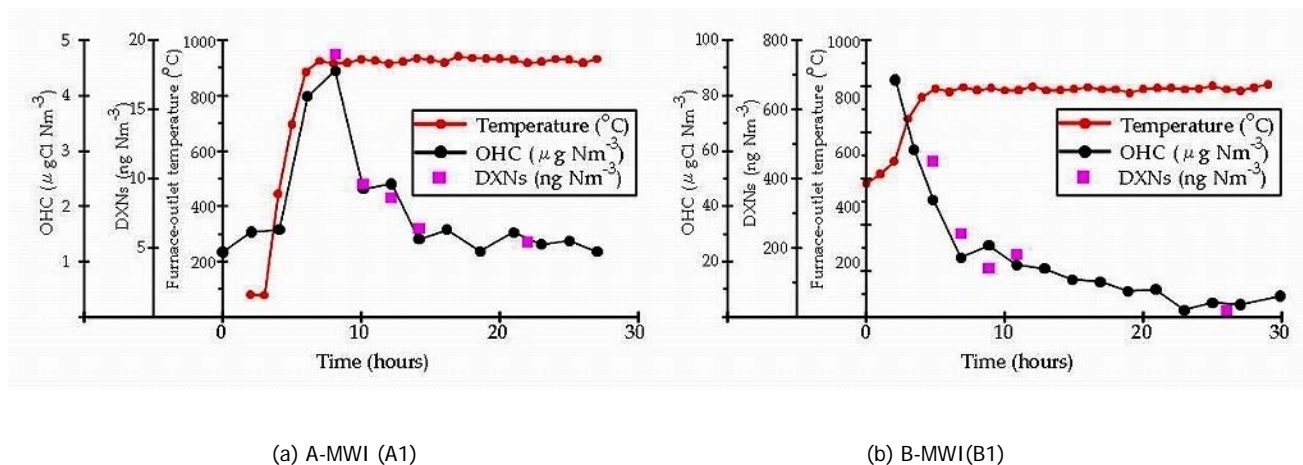 OHC (μ gCl Nm-3)
5
4
3
2
1
DXNs (ng Nm-3)
20
15
10
5
Furnace-outlet temperature (°C)
1000
800
600
400
200
Temperature (°C)
OHC (μ g Nm-3)
DXNs (ng Nm-3)
0
10
20
30
Time (hours)
(a) A-MWI (A1)
OHC (μ gCl Nm-3)
100
80
60
40
20
DXNs (ng Nm-3)
800
600
400
200
Furnace-outlet temperature (°C)
1000
800
600
400
200
Temperature (°C)
OHC (μ g Nm-3)
DXNs (ng Nm-3)
0
10
20
30
Time (hours)
(b) B-MWI(B1)